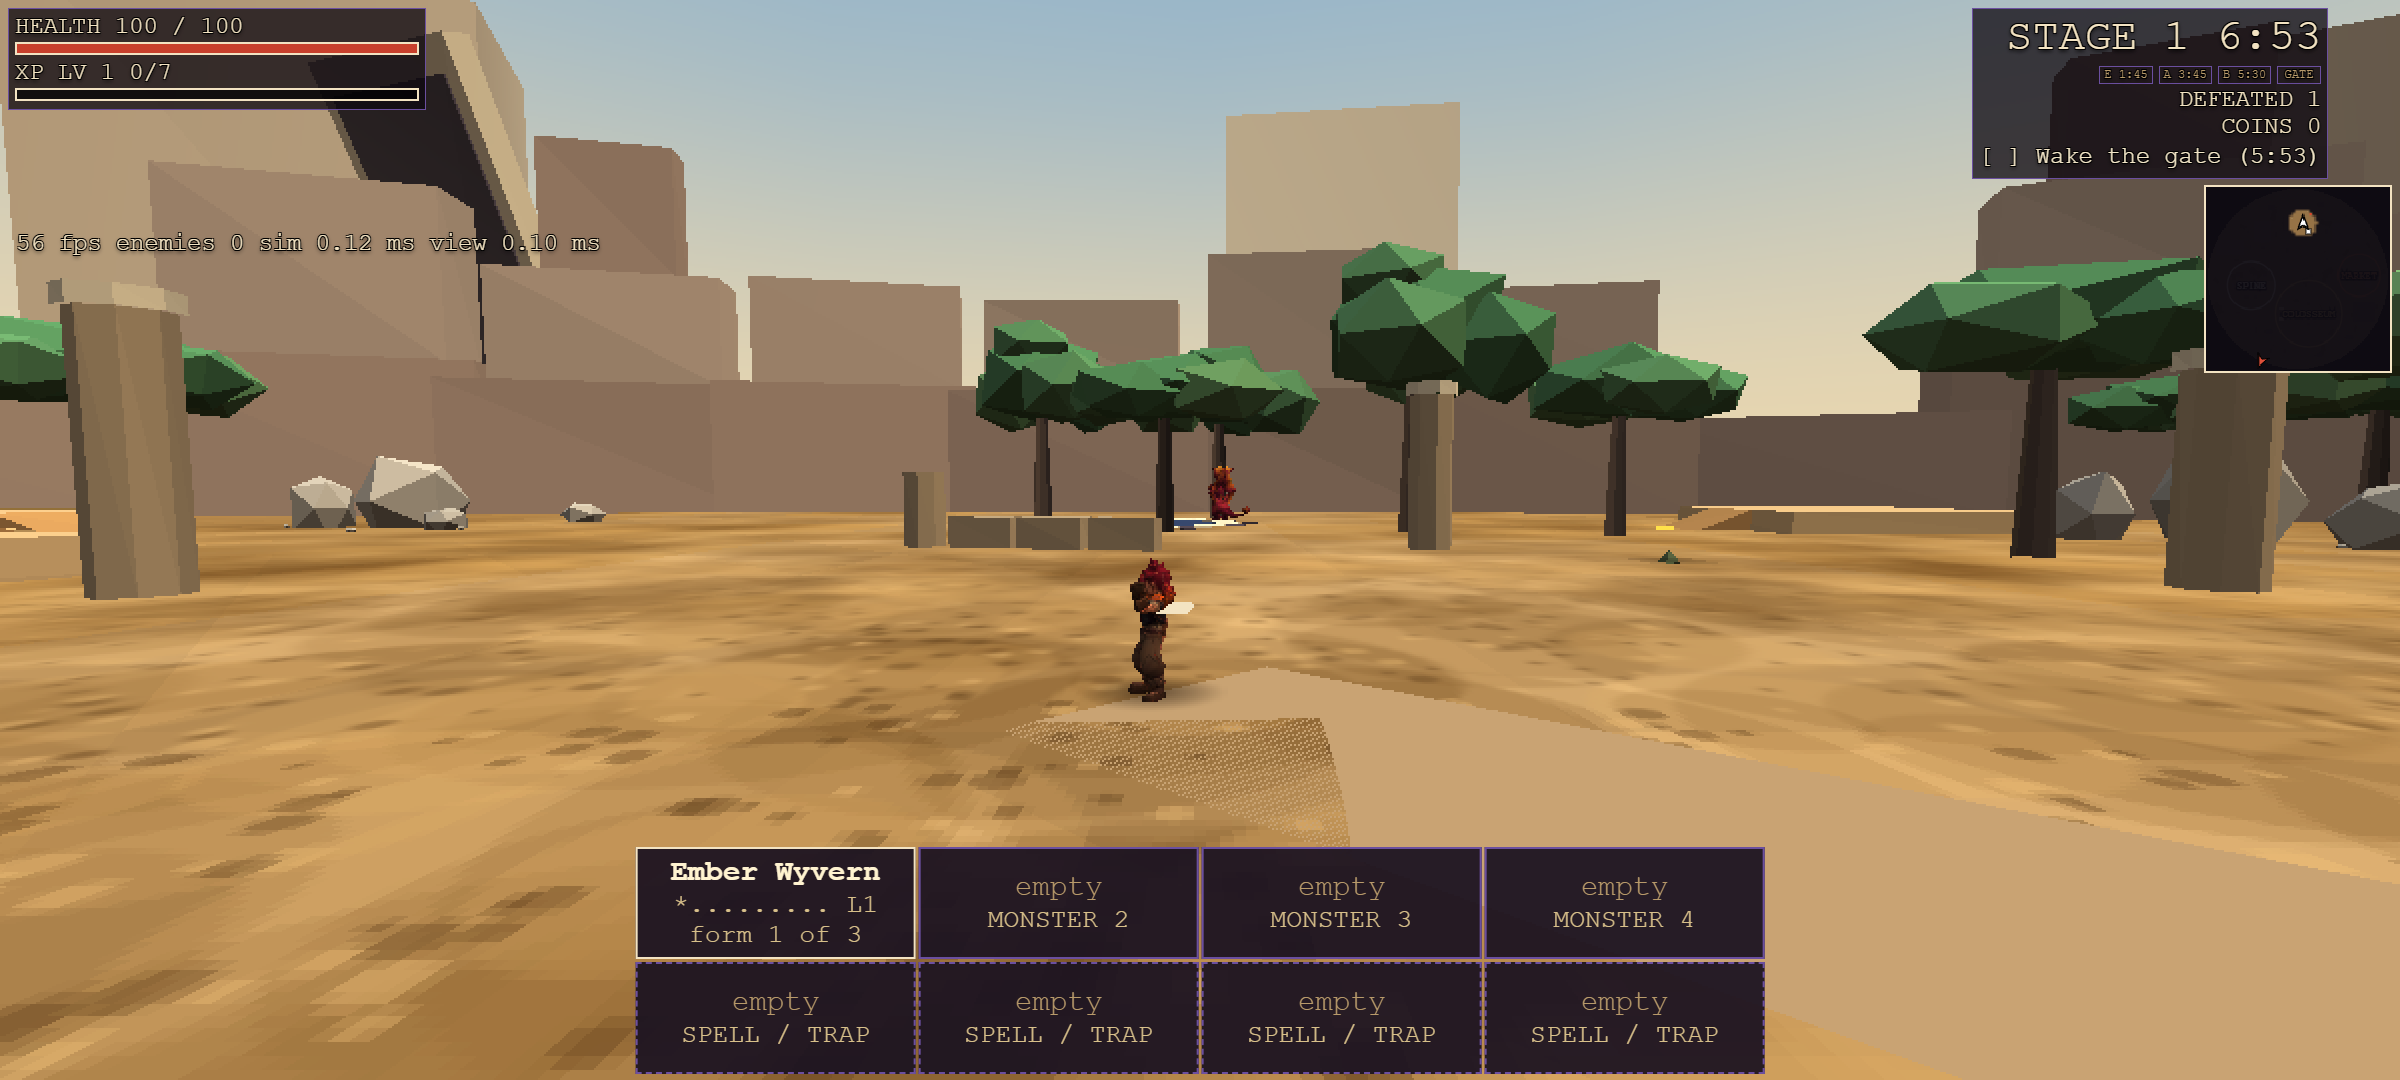 HEALTH 100 / 100
XP LV 1 0/7
56 fps enemies 0 sim 0.12 ms view 0.10 ms
STAGE 1 6:53
E 1:45 A 3:45 B 5:30 GATE
DEFEATED 1
COINS 0
[ ] Wake the gate (5:53)
Ember Wyvern
*......... L1
form 1 of 3
empty
MONSTER 2
empty
MONSTER 3
empty
MONSTER 4
empty
SPELL / TRAP
empty
SPELL / TRAP
empty
SPELL / TRAP
empty
SPELL / TRAP